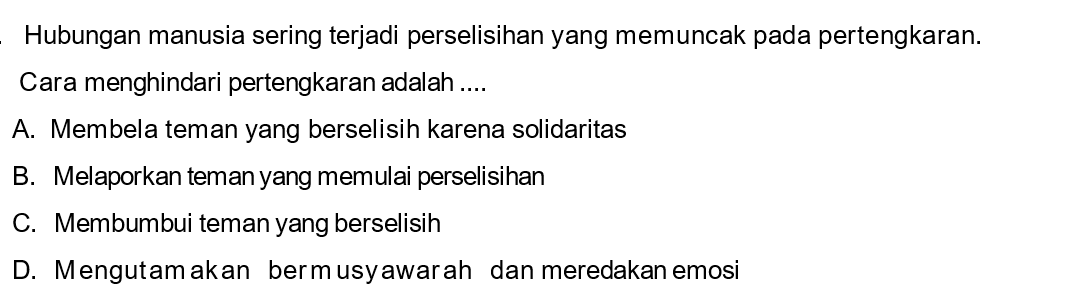 . Hubungan manusia sering terjadi perselisihan yang memuncak pada pertengkaran.
Cara menghindari pertengkaran adalah ....
A. Membela teman yang berselisih karena solidaritas
B. Melaporkan teman yang memulai perselisihan
C. Membumbui teman yang berselisih
D. Mengutamakan bermusyawarah dan meredakan emosi